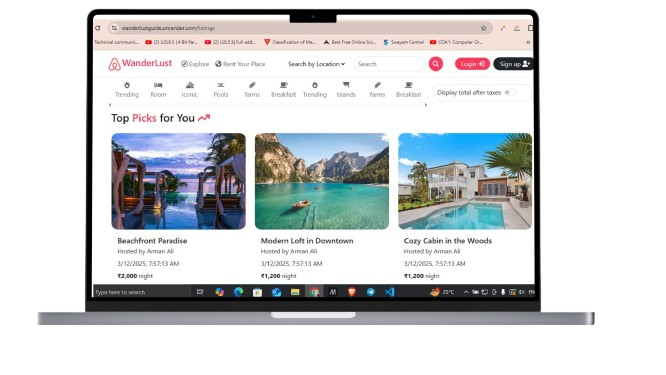 wanderlustguide.onrender.com/listings
Technical communic... (2) U2L9.2 | 4 Bit Par... (2) U2L5.3| Full add... Classification of Me... Best Free Online Scr... Swayam Central COA'S: Computer Or... »
WanderLust Explore Rent Your Place Search by Location Search Login Sign up
Trending Room Iconic Pools farms Breakfast Trending Islands farms Breakfast Display total after taxes
Top Picks for You
Beachfront Paradise
Hosted by Arman Ali
3/12/2025, 7:57:13 AM
₹2,000 night
Modern Loft in Downtown
Hosted by Arman Ali
3/12/2025, 7:57:13 AM
₹1,200 night
Cozy Cabin in the Woods
Hosted by Arman Ali
3/12/2025, 7:57:13 AM
₹1,200 night
Type here to search 25°C